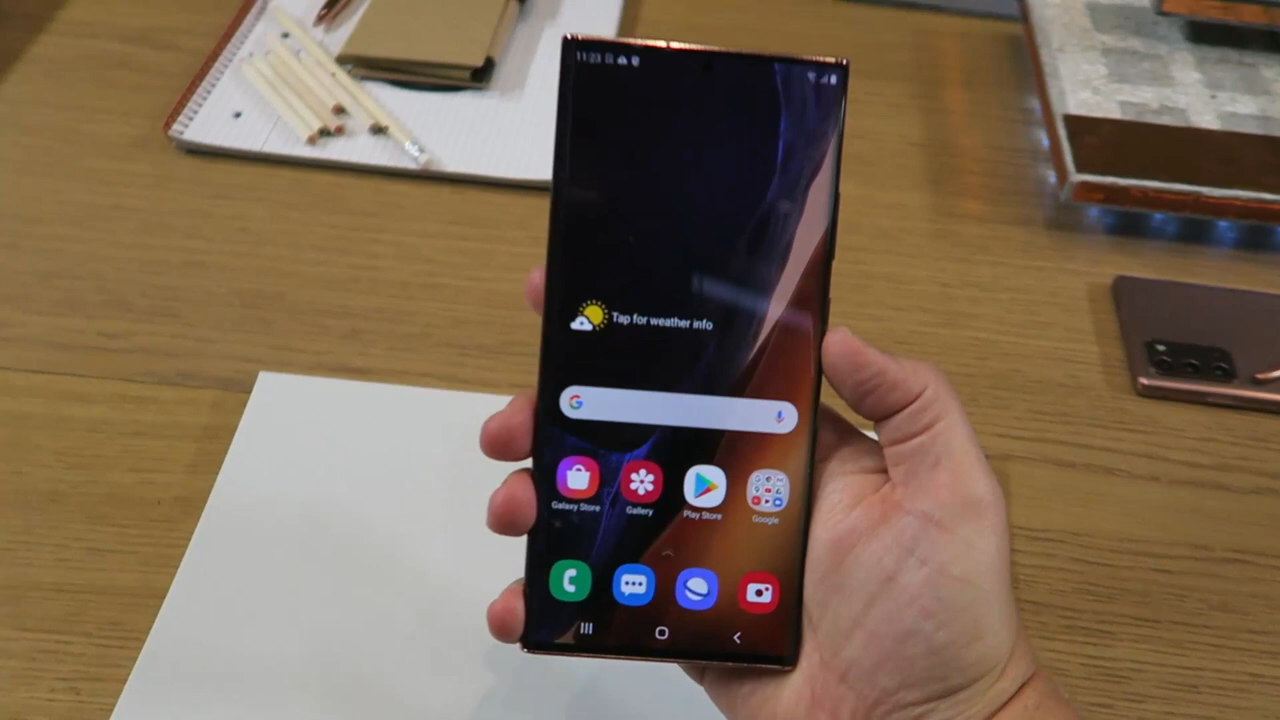 11:23
Tap for weather info
G
Galaxy Store
Gallery
Play Store
Google